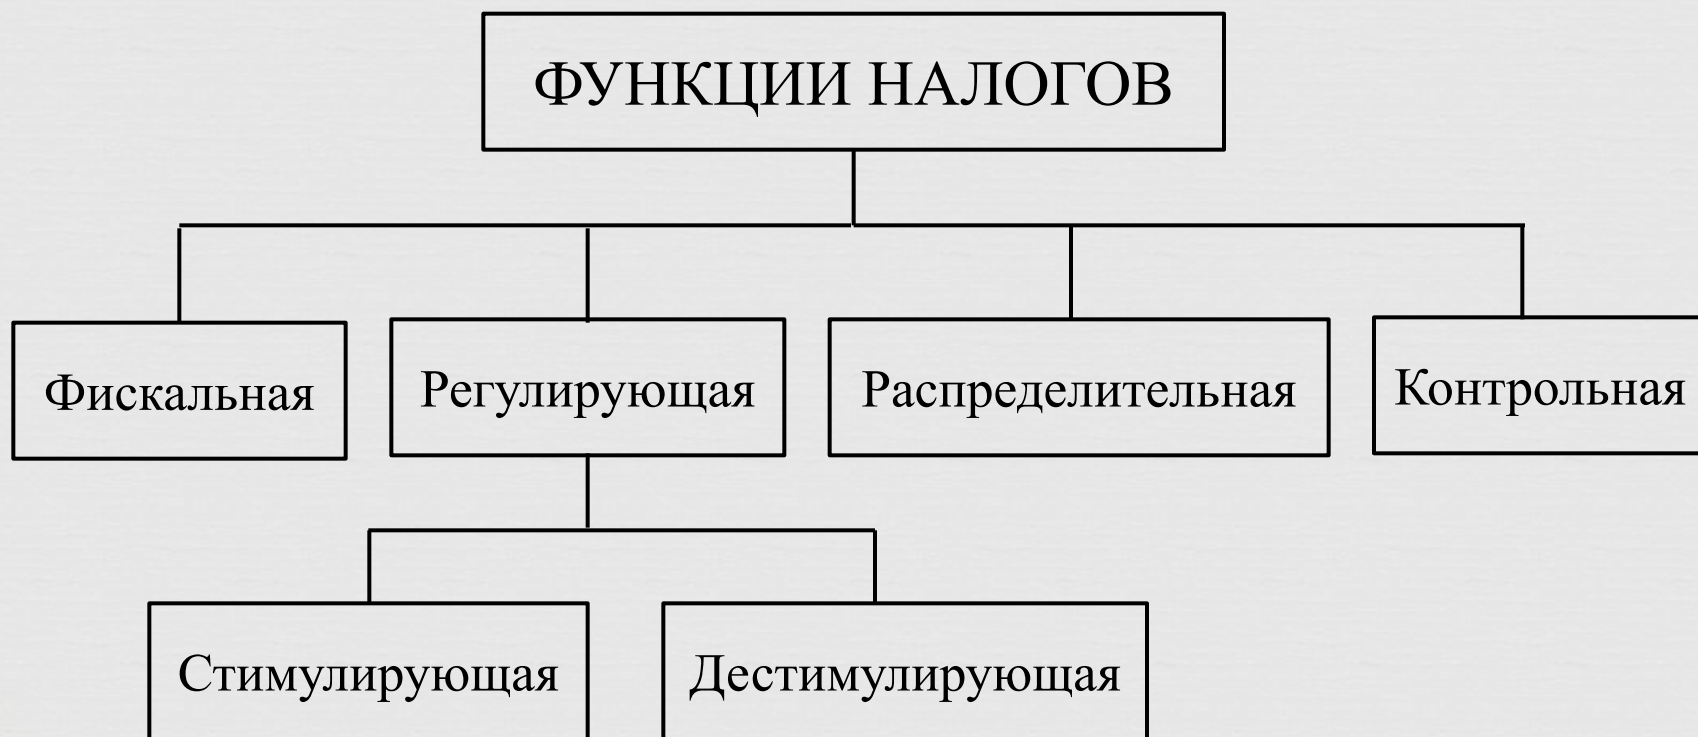 ФУНКЦИИ НАЛОГОВ
Фискальная
Регулирующая
Распределительная
Контрольная
Стимулирующая
Дестимулирующая